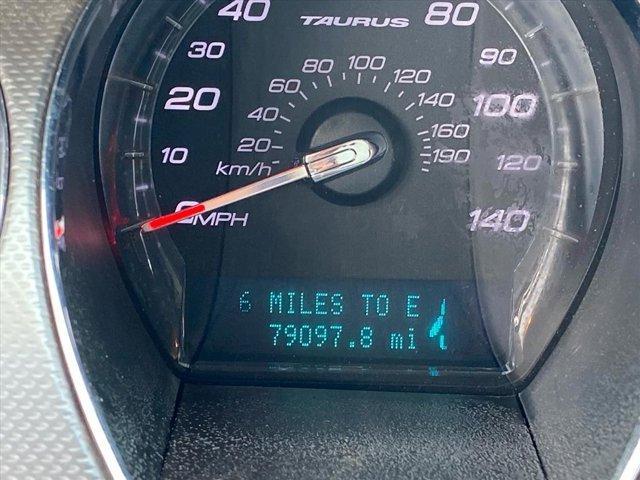 40 TAURUS 80
30 80 100 90
60 120
20 40 140 100
10 20 160 120
km/h 190
0 MPH 140
6 MILES TO E
79097.8 mi